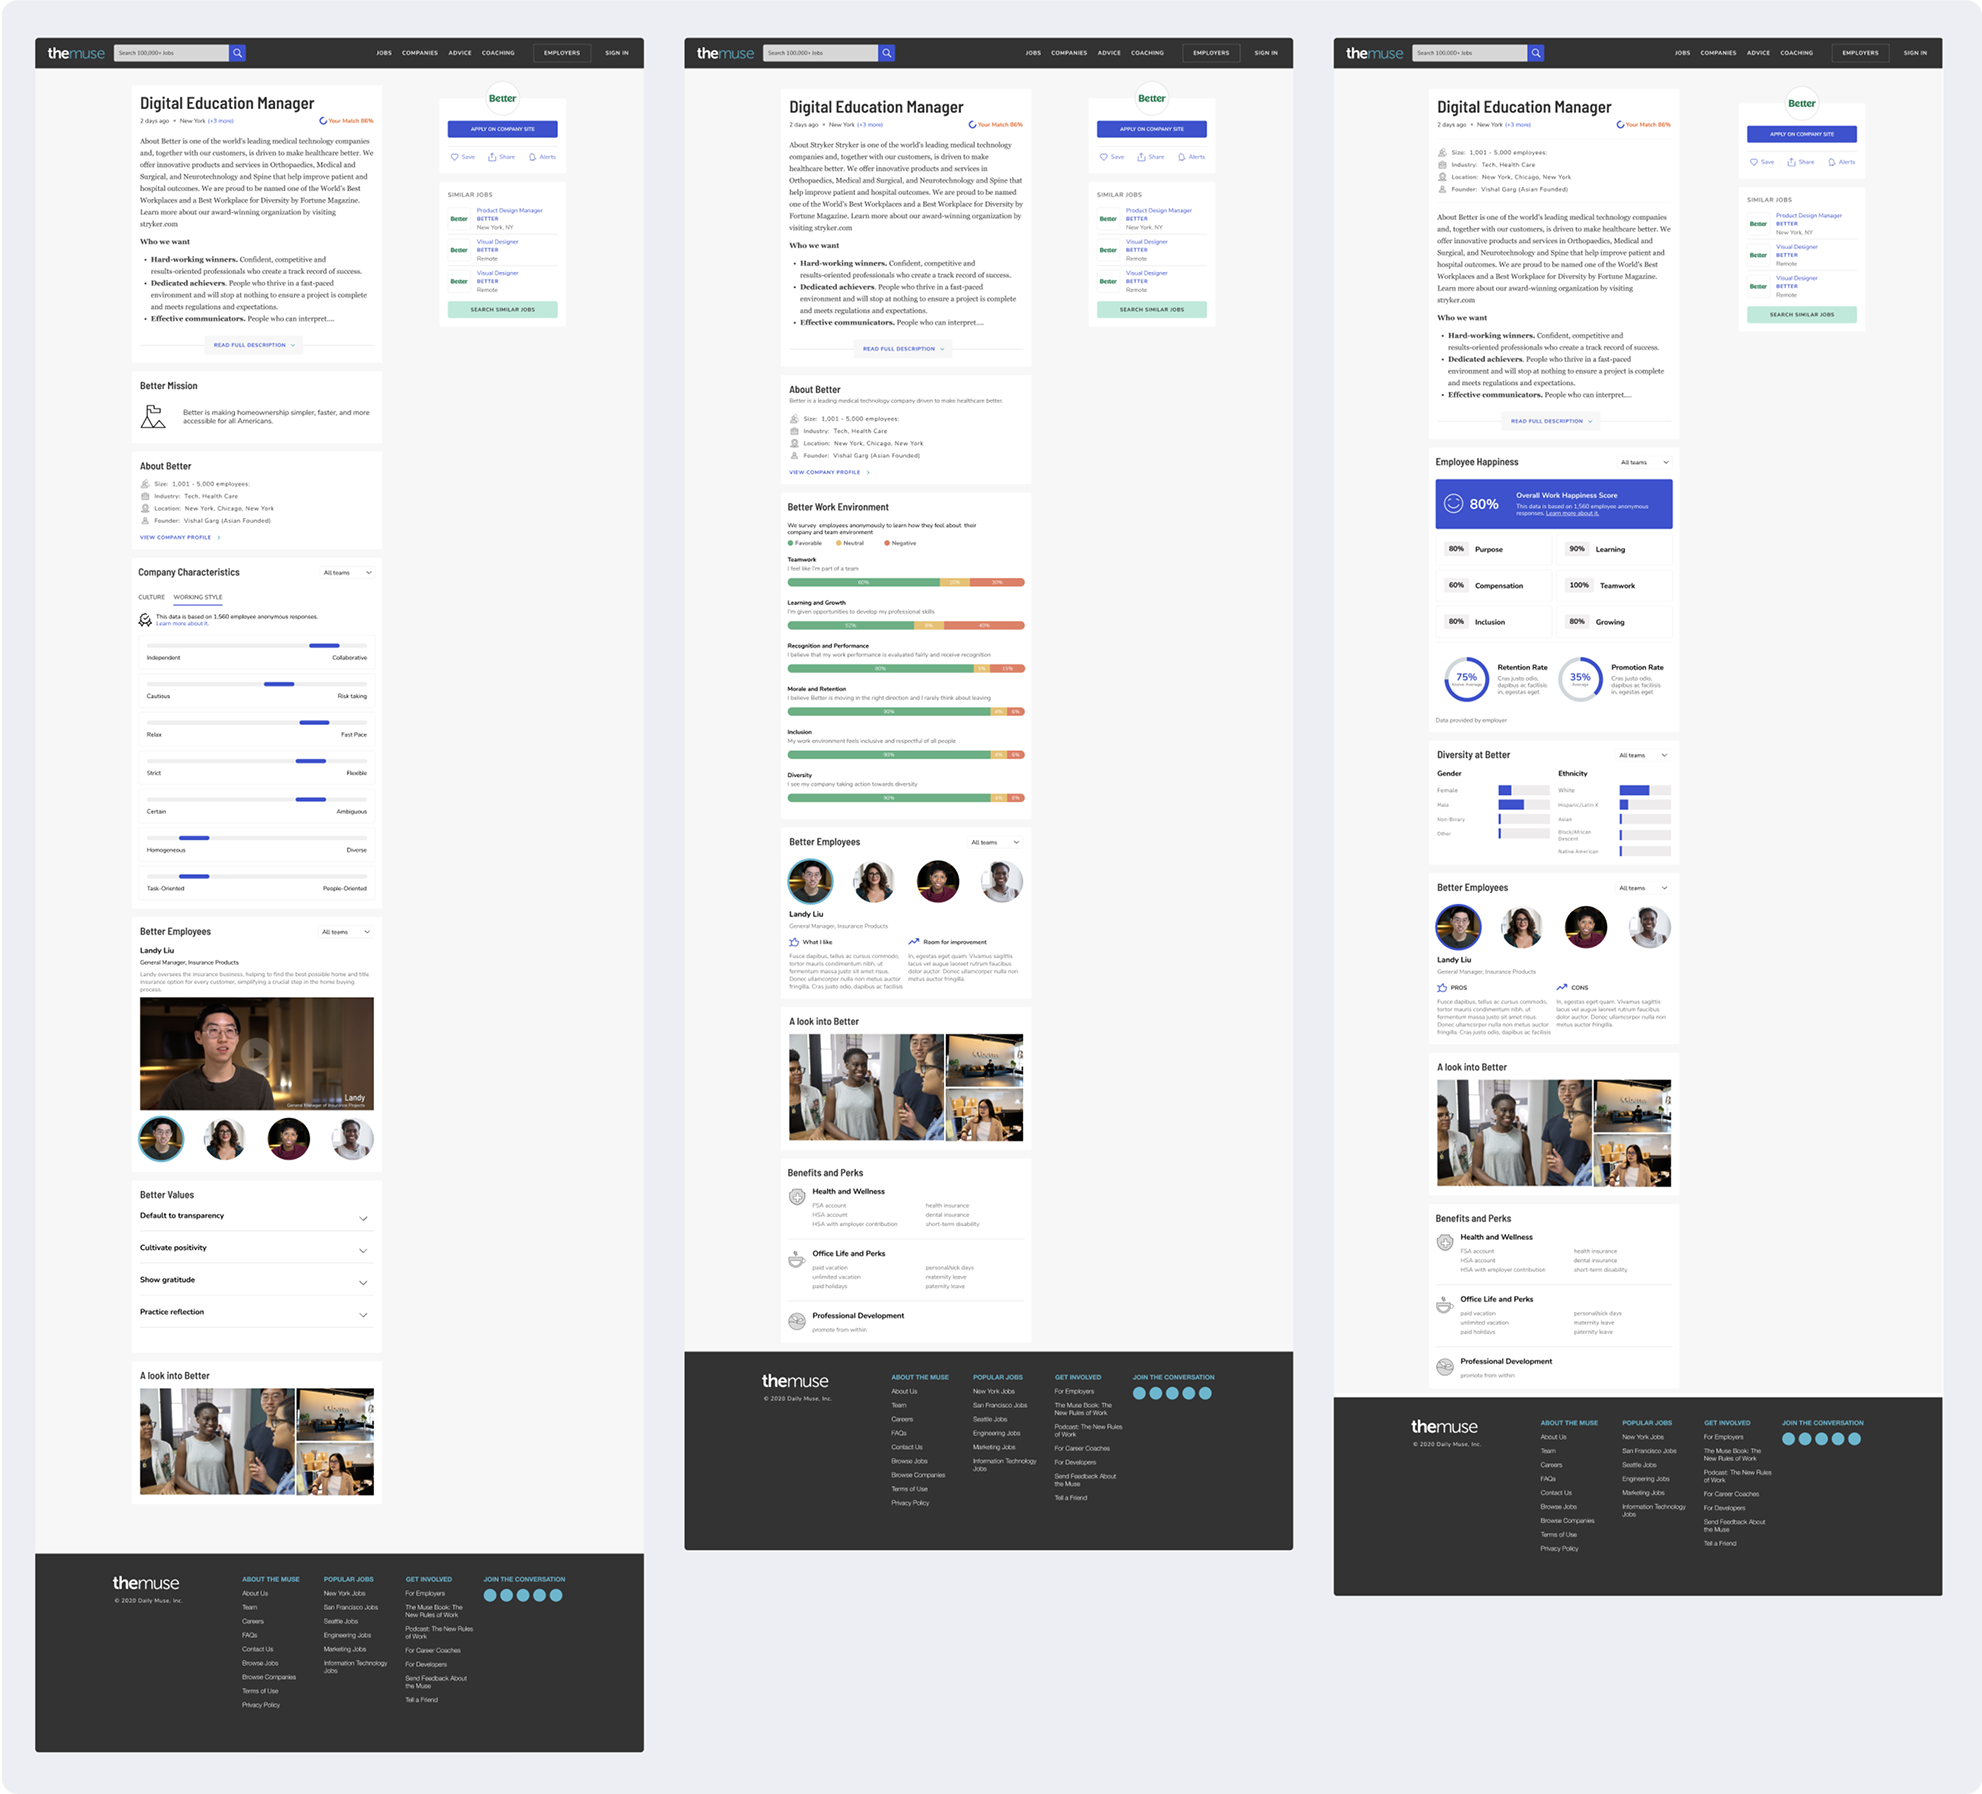 themuse
Search 100,000+ Jobs
JOBS COMPANIES ADVICE COACHING EMPLOYERS SIGN IN
Digital Education Manager
2 days ago • New York (+3 more)
Your Match 86%
About Better is one of the world's leading medical technology companies
and, together with our customers, is driven to make healthcare better. We
offer innovative products and services in Orthopaedics, Medical and
Surgical, and Neurotechnology and Spine that help improve patient and
hospital outcomes. We are proud to be named one of the World's Best
Workplaces and a Best Workplace for Diversity by Fortune Magazine.
Learn more about our award-winning organization by visiting
stryker.com
Who we want
• Hard-working winners. Confident, competitive and
results-oriented professionals who create a track record of success.
• Dedicated achievers. People who thrive in a fast-paced
environment and will stop at nothing to ensure a project is complete
and meets regulations and expectations.
• Effective communicators. People who can interpret....
READ FULL DESCRIPTION
Better
APPLY ON COMPANY SITE
Save Share Alerts
SIMILAR JOBS
Better
Product Design Manager
BETTER
New York, NY
Better
Visual Designer
BETTER
Remote
Better
Visual Designer
BETTER
Remote
SEARCH SIMILAR JOBS
Better Mission
Better is making homeownership simpler, faster, and more
accessible for all Americans.
About Better
Size: 1,001 - 5,000 employees:
Industry: Tech, Health Care
Location: New York, Chicago, New York
Founder: Vishal Garg (Asian Founded)
VIEW COMPANY PROFILE
Company Characteristics
All teams
CULTURE WORKING STYLE
This data is based on 1,560 employee anonymous responses.
Learn more about it.
Independent Collaborative
Cautious Risk taking
Relax Fast Pace
Strict Flexible
Certain Ambiguous
Homogeneous Diverse
Task-Oriented People-Oriented
Better Employees
All teams
Landy Liu
General Manager, Insurance Products
Landy oversees the insurance business, helping to find the best possible home and title
insurance option for every customer, simplifying a crucial step in the home buying
process.
Landy
General Manager of Insurance Projects
Better Values
Default to transparency
Cultivate positivity
Show gratitude
Practice reflection
A look into Better
themuse
© 2020 Daily Muse, Inc.
ABOUT THE MUSE
About Us
Team
Careers
FAQs
Contact Us
Browse Jobs
Browse Companies
Terms of Use
Privacy Policy
POPULAR JOBS
New York Jobs
San Francisco Jobs
Seattle Jobs
Engineering Jobs
Marketing Jobs
Information Technology
Jobs
GET INVOLVED
For Employers
The Muse Book: The
New Rules of Work
Podcast: The New Rules
of Work
For Career Coaches
For Developers
Send Feedback About
the Muse
Tell a Friend
JOIN THE CONVERSATION
themuse
Search 100,000+ Jobs
JOBS COMPANIES ADVICE COACHING EMPLOYERS SIGN IN
Digital Education Manager
2 days ago • New York (+3 more)
Your Match 86%
About Stryker Stryker is one of the world's leading medical technology
companies and, together with our customers, is driven to make
healthcare better. We offer innovative products and services in
Orthopaedics, Medical and Surgical, and Neurotechnology and Spine that
help improve patient and hospital outcomes. We are proud to be named
one of the World's Best Workplaces and a Best Workplace for Diversity by
Fortune Magazine. Learn more about our award-winning organization by
visiting stryker.com
Who we want
• Hard-working winners. Confident, competitive and
results-oriented professionals who create a track record of success.
• Dedicated achievers. People who thrive in a fast-paced
environment and will stop at nothing to ensure a project is complete
and meets regulations and expectations.
• Effective communicators. People who can interpret....
READ FULL DESCRIPTION
Better
APPLY ON COMPANY SITE
Save Share Alerts
SIMILAR JOBS
Better
Product Design Manager
BETTER
New York, NY
Better
Visual Designer
BETTER
Remote
Better
Visual Designer
BETTER
Remote
SEARCH SIMILAR JOBS
About Better
Better is a leading medical technology company driven to make healthcare better.
Size: 1,001 - 5,000 employees:
Industry: Tech, Health Care
Location: New York, Chicago, New York
Founder: Vishal Garg (Asian Founded)
VIEW COMPANY PROFILE
Better Work Environment
We survey employees anonymously to learn how they feel about their
company and team environment
Favorable Neutral Negative
Teamwork
I feel like I'm part of a team
Learning and Growth
I'm given opportunities to develop my professional skills
Recognition and Performance
I believe that my work performance is evaluated fairly and receive recognition
Morale and Retention
I believe Better is moving in the right direction and I rarely think about leaving
Inclusion
My work environment feels inclusive and respectful of all people
Diversity
I see my company taking action towards diversity
Better Employees
All teams
Landy Liu
General Manager, Insurance Products
What I like
Fusce dapibus, tellus ac cursus commodo,
tortor mauris condimentum nibh, ut
fermentum massa justo sit amet risus.
Donec ullamcorper nulla non metus auctor
fringilla. Cras justo odio, dapibus ac facilisis
Room for improvement
In, egestas eget quam. Vivamus sagittis
lacus vel augue laoreet rutrum faucibus
dolor auctor. Donec ullamcorper nulla non
metus auctor fringilla
A look into Better
Benefits and Perks
Health and Wellness
FSA account
HSA account
HSA with employer contribution
health insurance
dental insurance
short-term disability
Office Life and Perks
paid vacation
unlimited vacation
paid holidays
personal/sick days
maternity leave
paternity leave
Professional Development
promote from within
themuse
© 2020 Daily Muse, Inc.
ABOUT THE MUSE
About Us
Team
Careers
FAQs
Contact Us
Browse Jobs
Browse Companies
Terms of Use
Privacy Policy
POPULAR JOBS
New York Jobs
San Francisco Jobs
Seattle Jobs
Engineering Jobs
Marketing Jobs
Information Technology
Jobs
GET INVOLVED
For Employers
The Muse Book: The
New Rules of Work
Podcast: The New Rules
of Work
For Career Coaches
For Developers
Send Feedback About
the Muse
Tell a Friend
JOIN THE CONVERSATION
themuse
Search 100,000+ Jobs
JOBS COMPANIES ADVICE COACHING EMPLOYERS SIGN IN
Digital Education Manager
2 days ago • New York (+3 more)
Your Match 86%
Size: 1,001 - 5,000 employees:
Industry: Tech, Health Care
Location: New York, Chicago, New York
Founder: Vishal Garg (Asian Founded)
About Better is one of the world's leading medical technology companies
and, together with our customers, is driven to make healthcare better. We
offer innovative products and services in Orthopaedics, Medical and
Surgical, and Neurotechnology and Spine that help improve patient and
hospital outcomes. We are proud to be named one of the World's Best
Workplaces and a Best Workplace for Diversity by Fortune Magazine.
Learn more about our award-winning organization by visiting
stryker.com
Who we want
• Hard-working winners. Confident, competitive and
results-oriented professionals who create a track record of success.
• Dedicated achievers. People who thrive in a fast-paced
environment and will stop at nothing to ensure a project is complete
and meets regulations and expectations.
• Effective communicators. People who can interpret....
READ FULL DESCRIPTION
Better
APPLY ON COMPANY SITE
Save Share Alerts
SIMILAR JOBS
Better
Product Design Manager
BETTER
New York, NY
Better
Visual Designer
BETTER
Remote
Better
Visual Designer
BETTER
Remote
SEARCH SIMILAR JOBS
Employee Happiness
All teams
80%
Overall Work Happiness Score
This data is based on 1,560 employee anonymous
responses. Learn more about it.
80% Purpose
90% Learning
60% Compensation
100% Teamwork
80% Inclusion
80% Growing
75%
Above Average
Retention Rate
Cras justo odio,
dapibus ac facilisis
in, egestas eget
35%
Average
Promotion Rate
Cras justo odio,
dapibus ac facilisis
in, egestas eget
Data provided by employer
Diversity at Better
All teams
Gender
Female
Male
Non-Binary
Other
Ethnicity
White
Hispanic/Latin X
Asian
Black/African
Descent
Native American
Better Employees
All teams
Landy Liu
General Manager, Insurance Products
PROS
Fusce dapibus, tellus ac cursus commodo,
tortor mauris condimentum nibh, ut
fermentum massa justo sit amet risus.
Donec ullamcorper nulla non metus auctor
fringilla. Cras justo odio, dapibus ac facilisis
CONS
In, egestas eget quam. Vivamus sagittis
lacus vel augue laoreet rutrum faucibus
dolor auctor. Donec ullamcorper nulla non
metus auctor fringilla.
A look into Better
Benefits and Perks
Health and Wellness
FSA account
HSA account
HSA with employer contribution
health insurance
dental insurance
short-term disability
Office Life and Perks
paid vacation
unlimited vacation
paid holidays
personal/sick days
maternity leave
paternity leave
Professional Development
promote from within
themuse
© 2020 Daily Muse, Inc.
ABOUT THE MUSE
About Us
Team
Careers
FAQs
Contact Us
Browse Jobs
Browse Companies
Terms of Use
Privacy Policy
POPULAR JOBS
New York Jobs
San Francisco Jobs
Seattle Jobs
Engineering Jobs
Marketing Jobs
Information Technology
Jobs
GET INVOLVED
For Employers
The Muse Book: The
New Rules of Work
Podcast: The New Rules
of Work
For Career Coaches
For Developers
Send Feedback About
the Muse
Tell a Friend
JOIN THE CONVERSATION